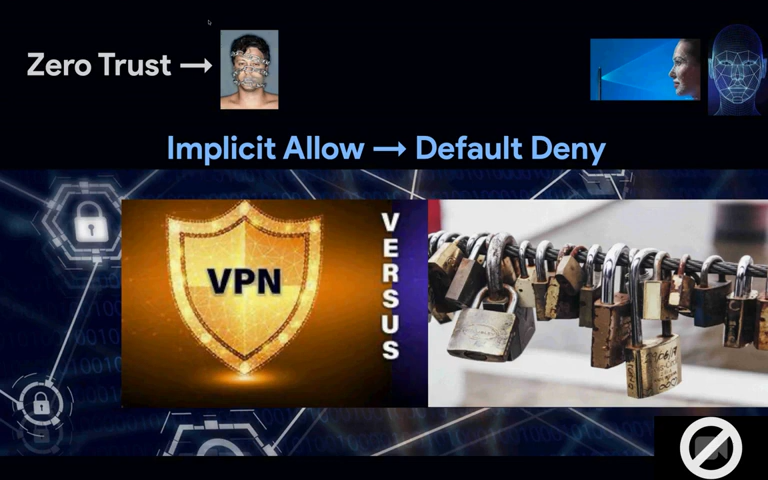 Zero Trust →
Implicit Allow → Default Deny
VPN
VERSUS